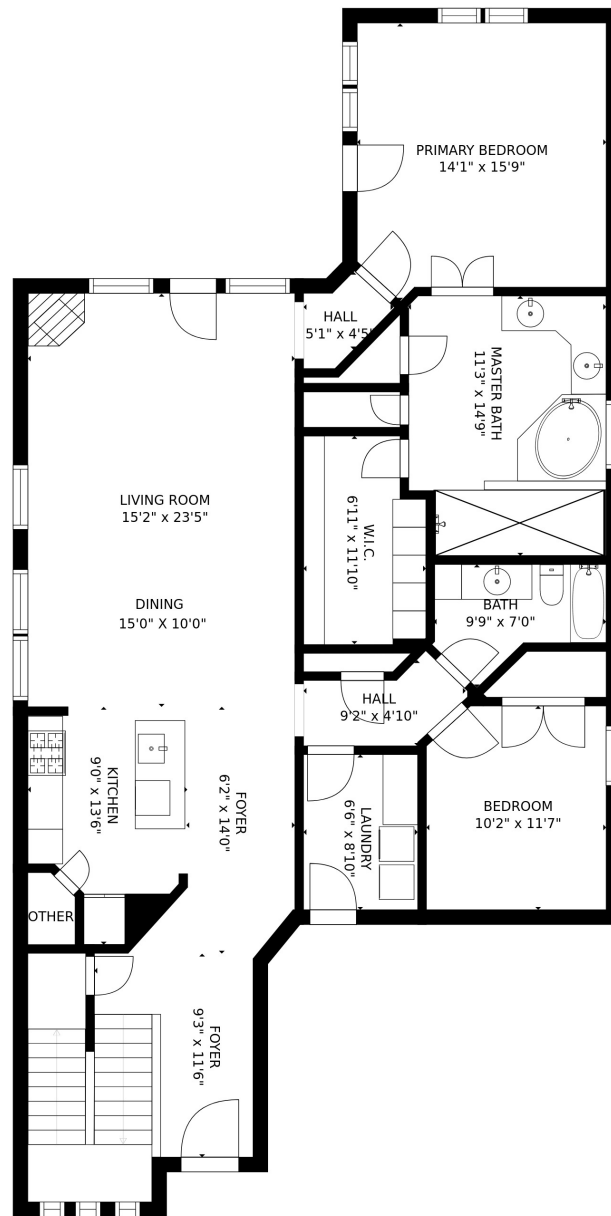 PRIMARY BEDROOM
14'1" x 15'9"
HALL
5'1" x 4'5"
MASTER BATH
11'3" x 14'9"
LIVING ROOM
15'2" x 23'5"
W.I.C.
6'11" x 11'10"
DINING
15'0" X 10'0"
BATH
9'9" x 7'0"
HALL
9'2" x 4'10"
KITCHEN
9'0" x 13'6"
FOYER
6'2" x 14'0"
LAUNDRY
6'6" x 8'10"
BEDROOM
10'2" x 11'7"
OTHER
FOYER
9'3" x 11'6"